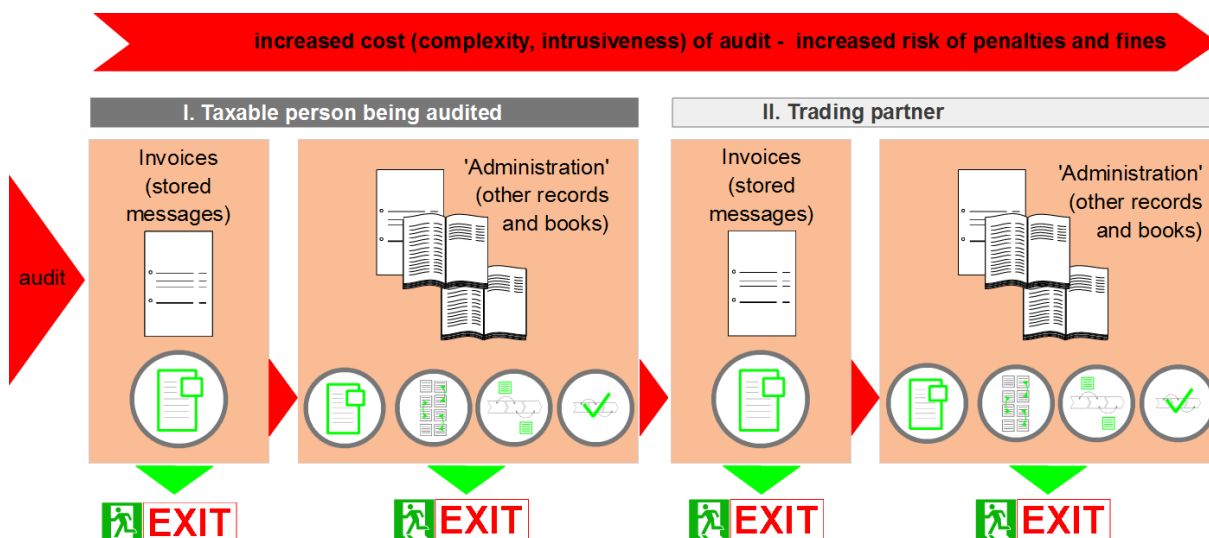 increased cost (complexity, intrusiveness) of audit - increased risk of penalties and fines
I. Taxable person being audited
II. Trading partner
audit
Invoices
(stored
messages)
'Administration'
(other records
and books)
Invoices
(stored
messages)
'Administration'
(other records
and books)
EXIT
EXIT
EXIT
EXIT